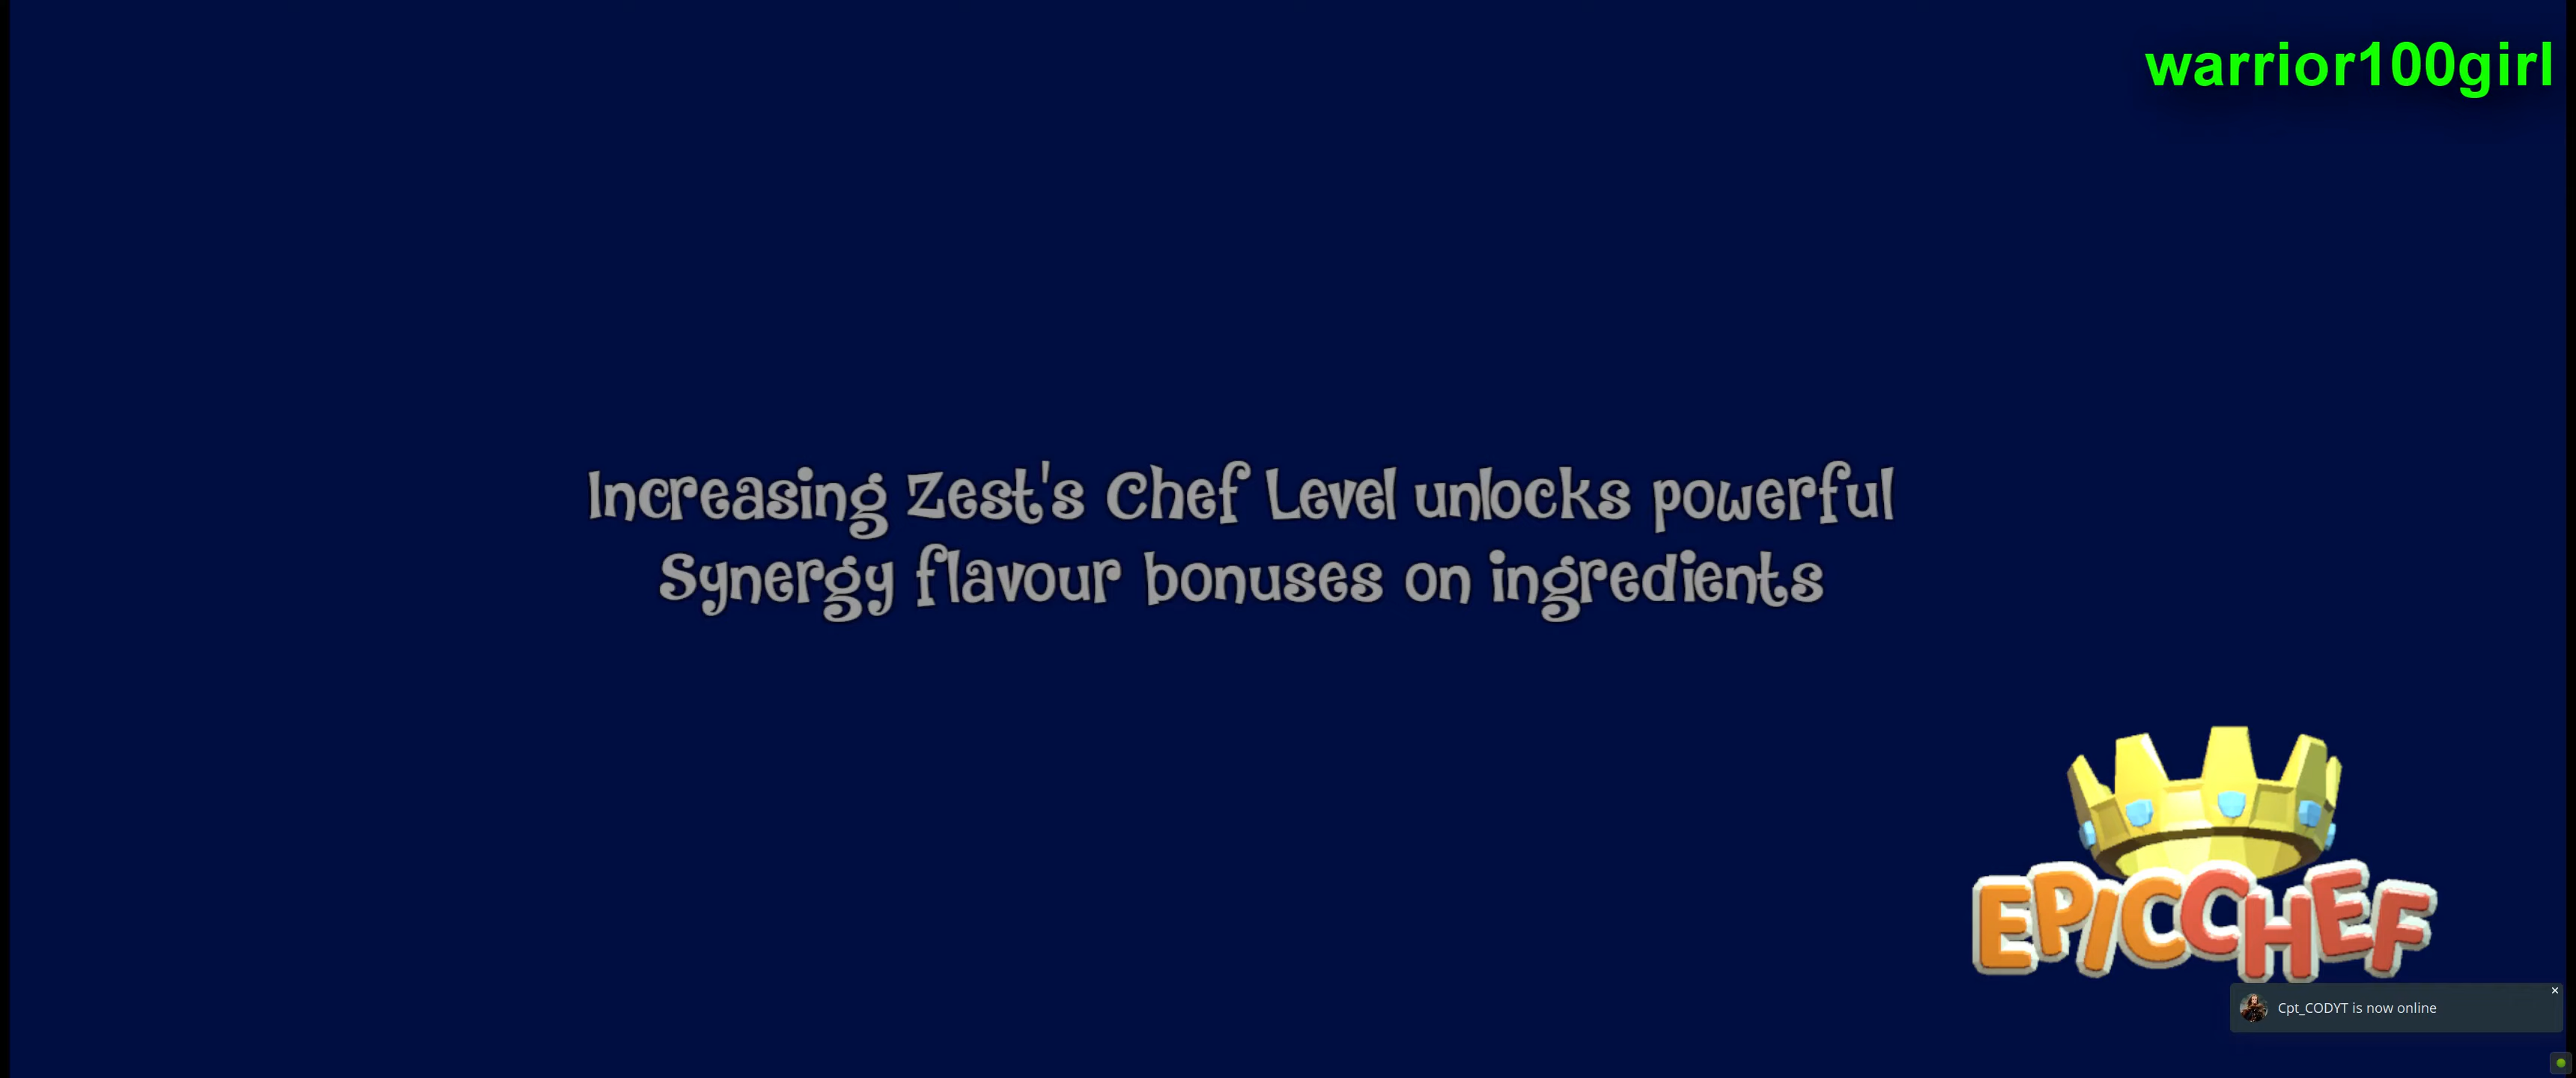 warrior100girl
Increasing Zest's Chef Level unlocks powerful
Synergy flavour bonuses on ingredients
EPICCHEF
Cpt_CODYT is now online